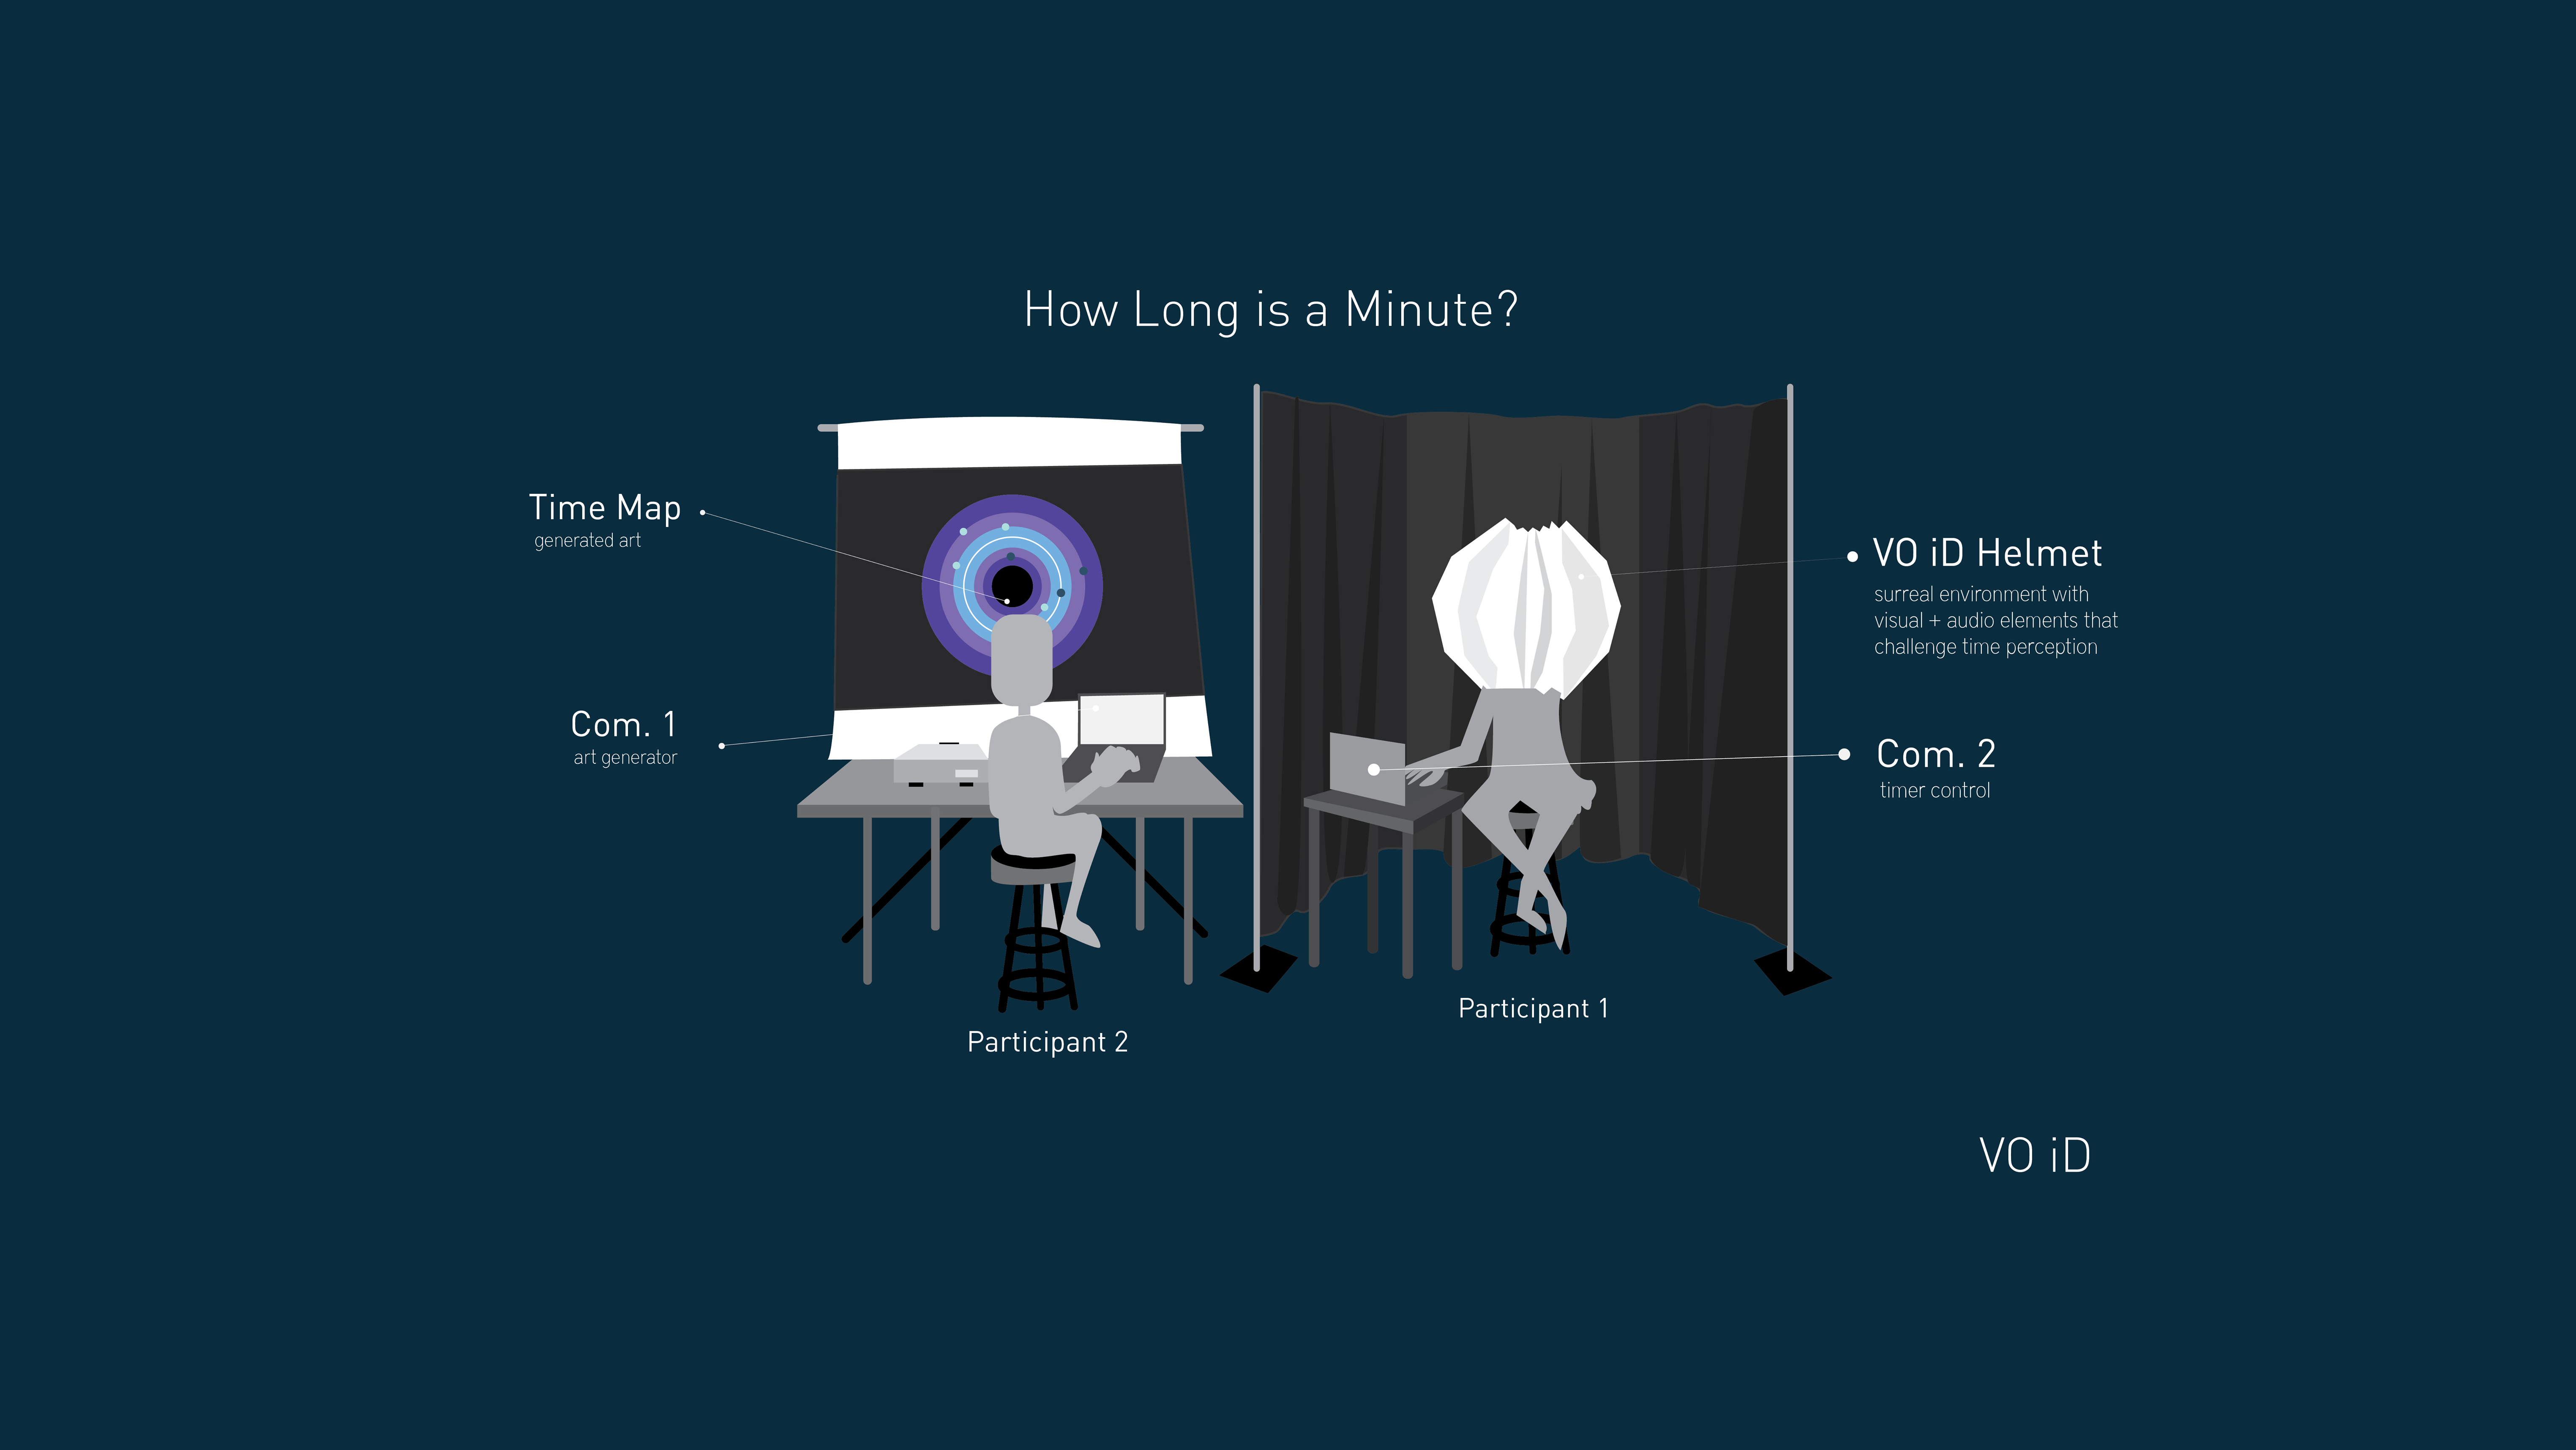 How Long is a Minute?
Time Map
generated art
Com. 1
art generator
VO iD Helmet
surreal environment with
visual + audio elements that
challenge time perception
Com. 2
timer control
Participant 1
Participant 2
VO iD